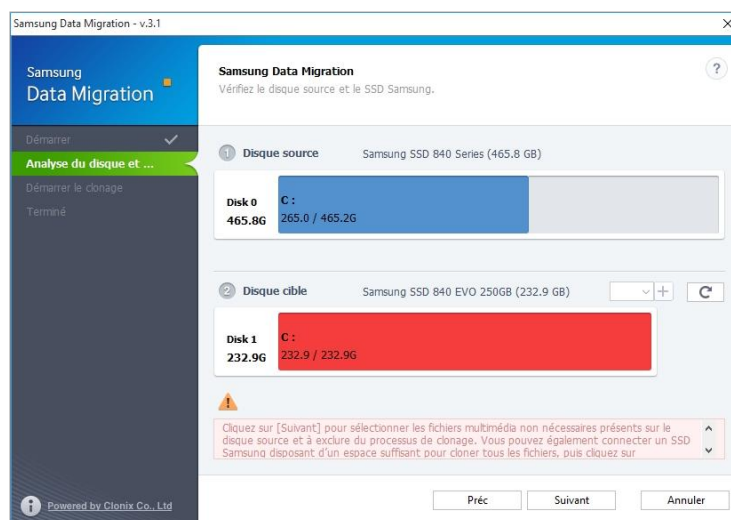 Samsung Data Migration - v.3.1
Samsung
Data Migration
Samsung Data Migration
Vérifiez le disque source et le SSD Samsung.
?
Démarrer
Analyse du disque et ...
Démarrer le clonage
Terminé
1 Disque source Samsung SSD 840 Series (465.8 GB)
Disk 0
465.8G
C :
265.0 / 465.2G
2 Disque cible Samsung SSD 840 EVO 250GB (232.9 GB)
Disk 1
232.9G
C :
232.9 / 232.9G
Cliquez sur [Suivant] pour sélectionner les fichiers multimédia non nécessaires présents sur le
disque source et à exclure du processus de clonage. Vous pouvez également connecter un SSD
Samsung disposant d'un espace suffisant pour cloner tous les fichiers, puis cliquez sur
Powered by Clonix Co., Ltd
Préc
Suivant
Annuler